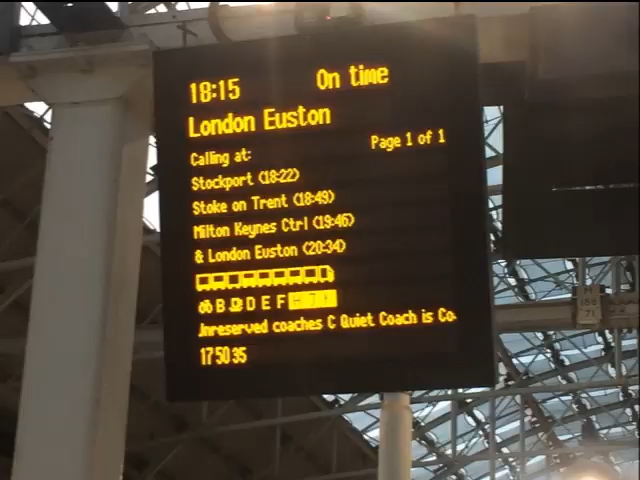 18:15 On time
London Euston
Page 1 of 1
Calling at:
Stockport (18:22)
Stoke on Trent (18:49)
Milton Keynes Ctrl (19:46)
& London Euston (20:34)
B D E F H
Jnreserved coaches C Quiet Coach is Co
17 50 35